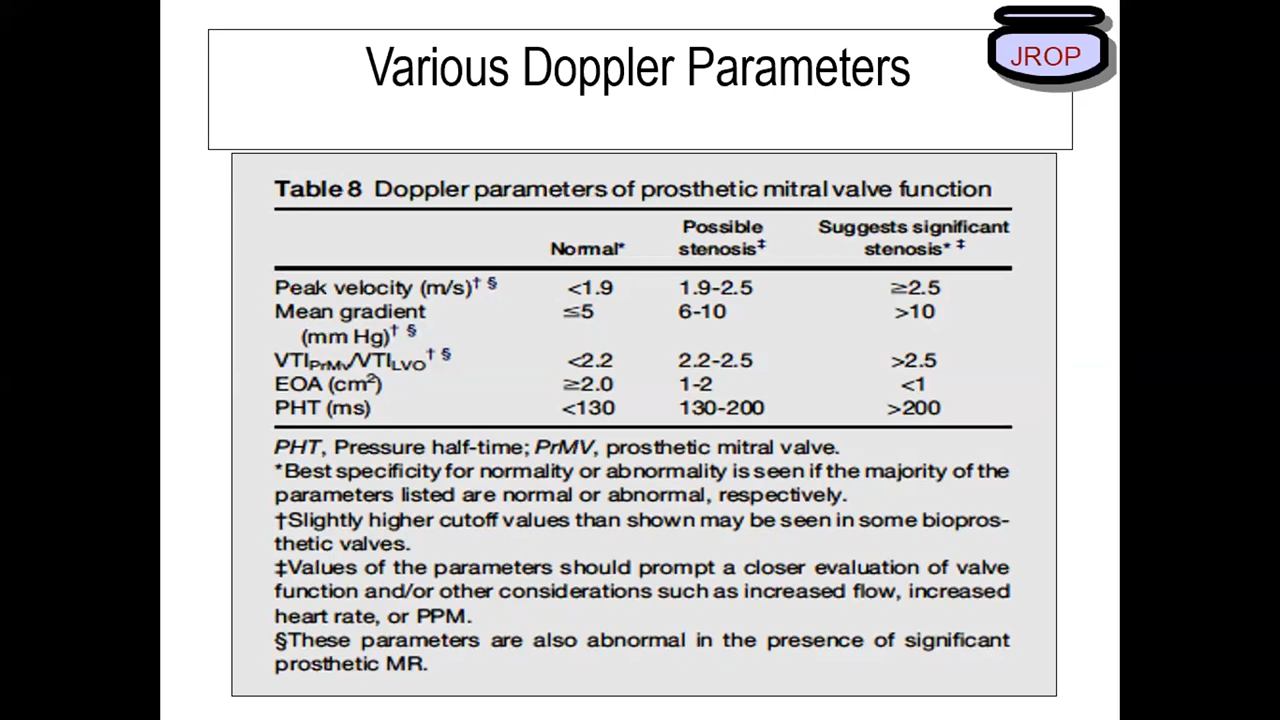 Various Doppler Parameters
JROP
Table 8 Doppler parameters of prosthetic mitral valve function
Normal* Possible stenosis‡ Suggests significant stenosis* ‡
Peak velocity (m/s)† § <1.9 1.9-2.5 ≥2.5
Mean gradient ≤5 6-10 >10
(mm Hg)† §
VTIPrMv/VTILVO† § <2.2 2.2-2.5 >2.5
EOA (cm2) ≥2.0 1-2 <1
PHT (ms) <130 130-200 >200
PHT, Pressure half-time; PrMV, prosthetic mitral valve.
*Best specificity for normality or abnormality is seen if the majority of the
parameters listed are normal or abnormal, respectively.
†Slightly higher cutoff values than shown may be seen in some biopros-
thetic valves.
‡Values of the parameters should prompt a closer evaluation of valve
function and/or other considerations such as increased flow, increased
heart rate, or PPM.
§These parameters are also abnormal in the presence of significant
prosthetic MR.